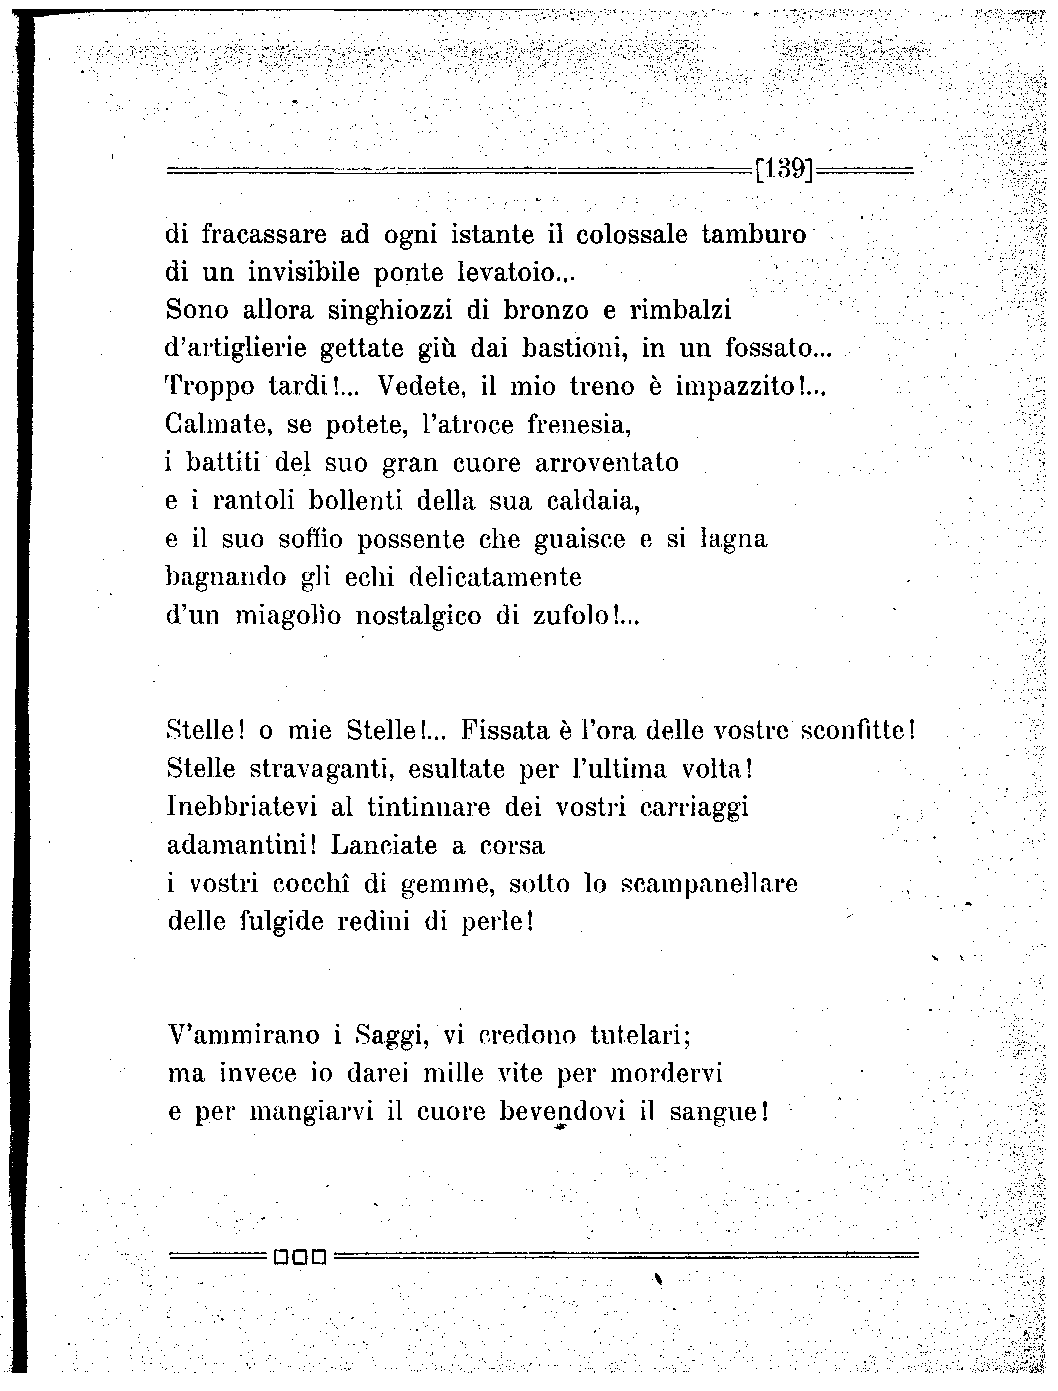 [139]
di fracassare ad ogni istante il colossale tamburo
di un invisibile ponte levatoio...
Sono allora singhiozzi di bronzo e rimbalzi
d'artiglierie gettate giù dai bastioni, in un fossato...
Troppo tardi!... Vedete, il mio treno è impazzito!...
Calmate, se potete, l'atroce frenesia,
i battiti del suo gran cuore arroventato
e i rantoli bollenti della sua caldaia,
e il suo soffio possente che guaisce e si lagna
bagnando gli echi delicatamente
d'un miagolìo nostalgico di zufolo!...
Stelle! o mie Stelle!... Fissata è l'ora delle vostre sconfitte!
Stelle stravaganti, esultate per l'ultima volta!
Inebbriatevi al tintinnare dei vostri carriaggi
adamantini! Lanciate a corsa
i vostri cocchî di gemme, sotto lo scampanellare
delle fulgide redini di perle!
V'ammirano i Saggi, vi credono tutelari;
ma invece io darei mille vite per mordervi
e per mangiarvi il cuore bevendovi il sangue!